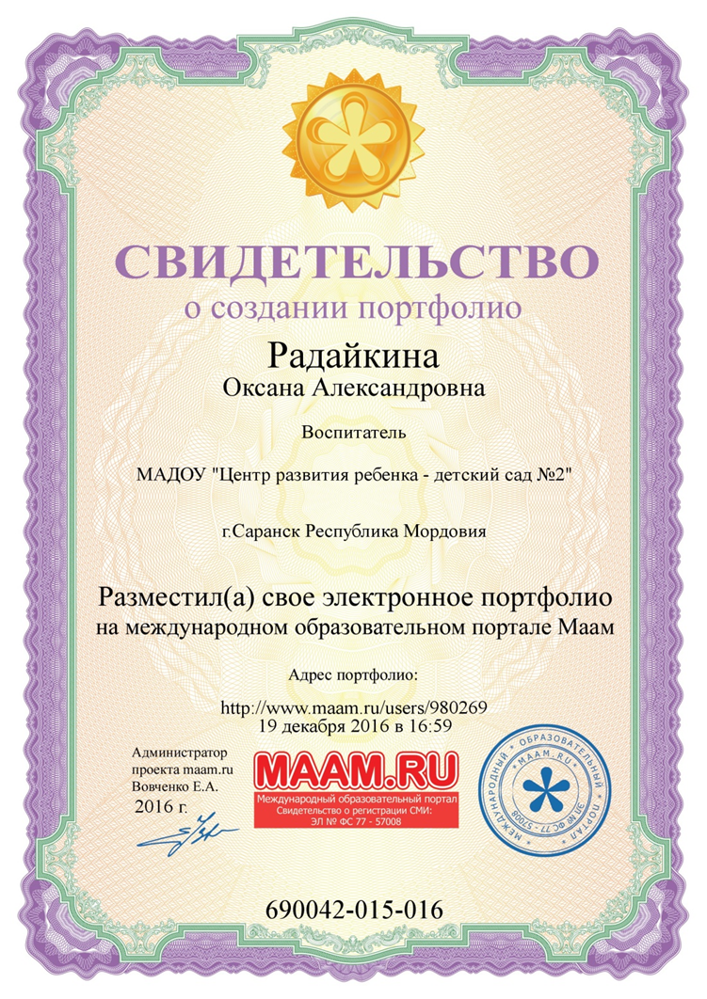 СВИДЕТЕЛЬСТВО
о создании портфолио
Радайкина
Оксана Александровна
Воспитатель
МАДОУ "Центр развития ребенка - детский сад №2"
г.Саранск Республика Мордовия
Разместил(а) свое электронное портфолио
на международном образовательном портале Маам
Адрес портфолио:
http://www.maam.ru/users/980269
19 декабря 2016 в 16:59
Администратор
проекта maam.ru
Вовченко Е.А.
2016 г.
MAAM.RU
Международный образовательный портал
Свидетельство о регистрации СМИ:
ЭЛ № ФС 77 - 57008
* МЕЖДУНАРОДНЫЙ * ОБРАЗОВАТЕЛЬНЫЙ * ПОРТАЛ *
* MAAM.RU *
ЭЛ № ФС 77 - 57008
690042-015-016